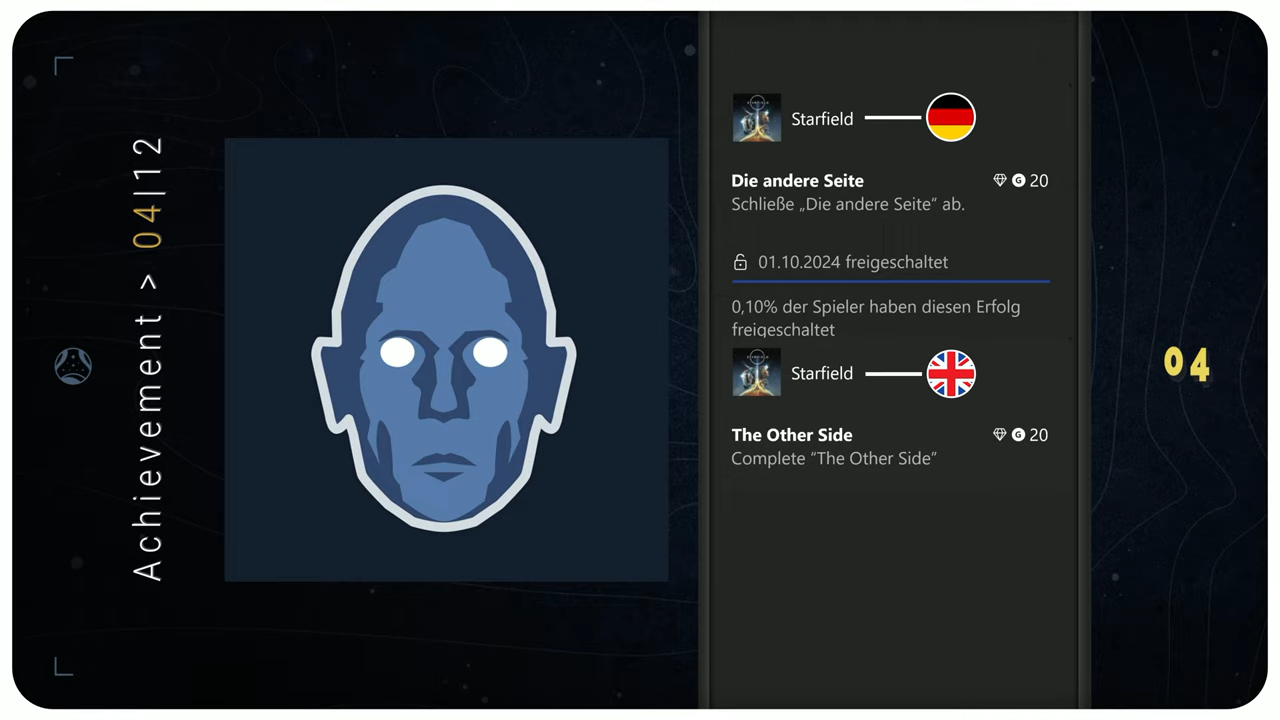 Achievement > 04|12
Starfield
Die andere Seite
20
Schließe „Die andere Seite“ ab.
01.10.2024 freigeschaltet
0,10% der Spieler haben diesen Erfolg
freigeschaltet
Starfield
The Other Side
20
Complete “The Other Side”
04